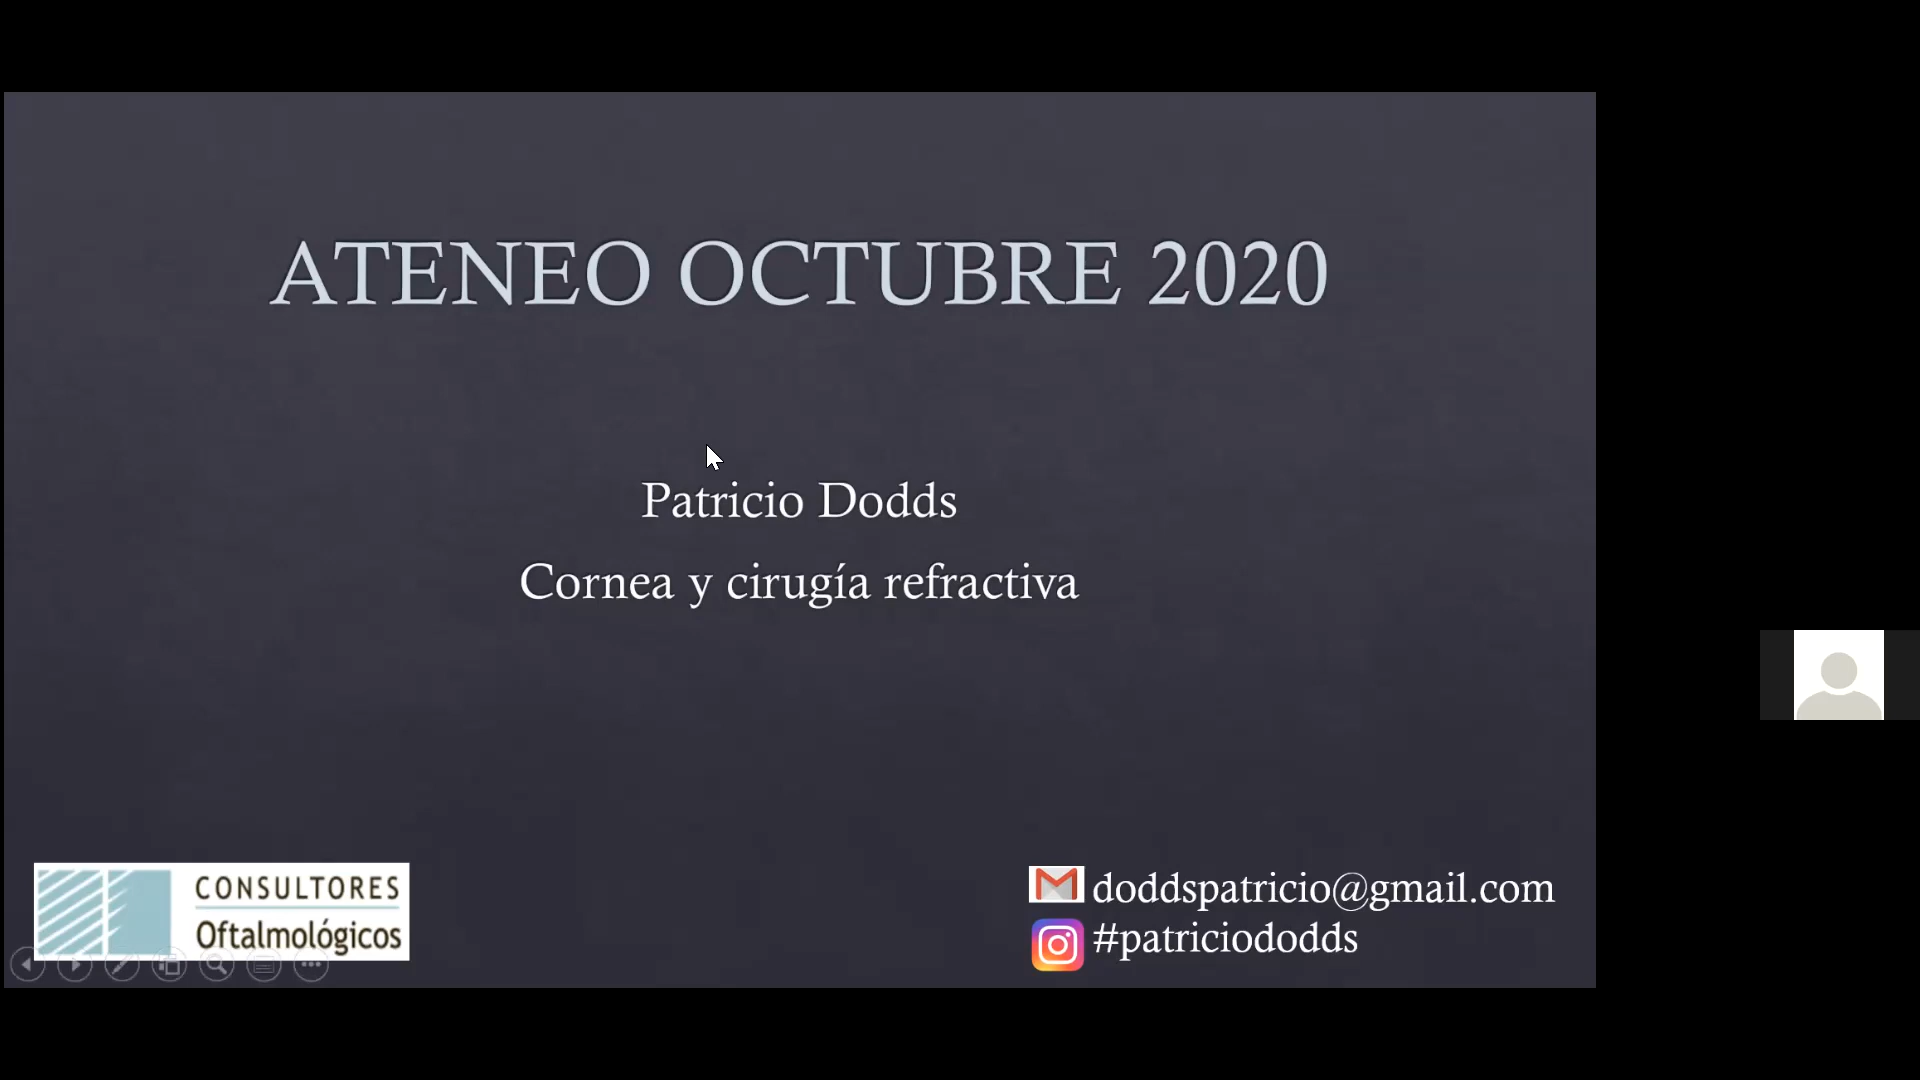 ATENEO OCTUBRE 2020
Patricio Dodds
Cornea y cirugía refractiva
CONSULTORES
Oftalmológicos
doddspatricio@gmail.com
#patriciododds